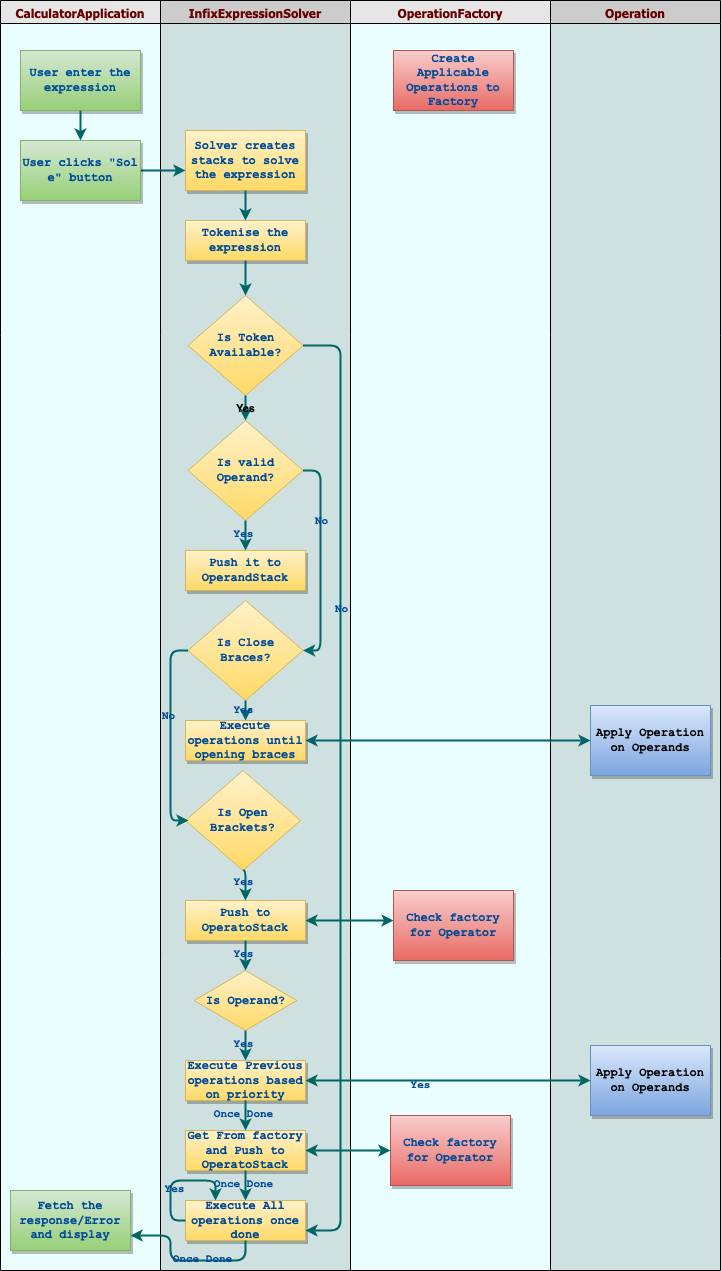 CalculatorApplication
InfixExpressionSolver
OperationFactory
Operation
User enter the
expression
Create
Applicable
Operations to
Factory
User clicks "Sol
e" button
Solver creates
stacks to solve
the expression
Tokenise the
expression
Is Token
Available?
Yes
Is valid
Operand?
No
Yes
Push it to
OperandStack
No
Is Close
Braces?
Yes
No
Execute
operations until
opening braces
Apply Operation
on Operands
Is Open
Brackets?
Yes
Push to
OperatoStack
Check factory
for Operator
Yes
Is Operand?
Yes
Execute Previous
operations based
on priority
Yes
Apply Operation
on Operands
Once Done
Get From factory
and Push to
OperatoStack
Check factory
for Operator
Once Done
Yes
Execute All
operations once
done
Fetch the
response/Error
and display
Once Done